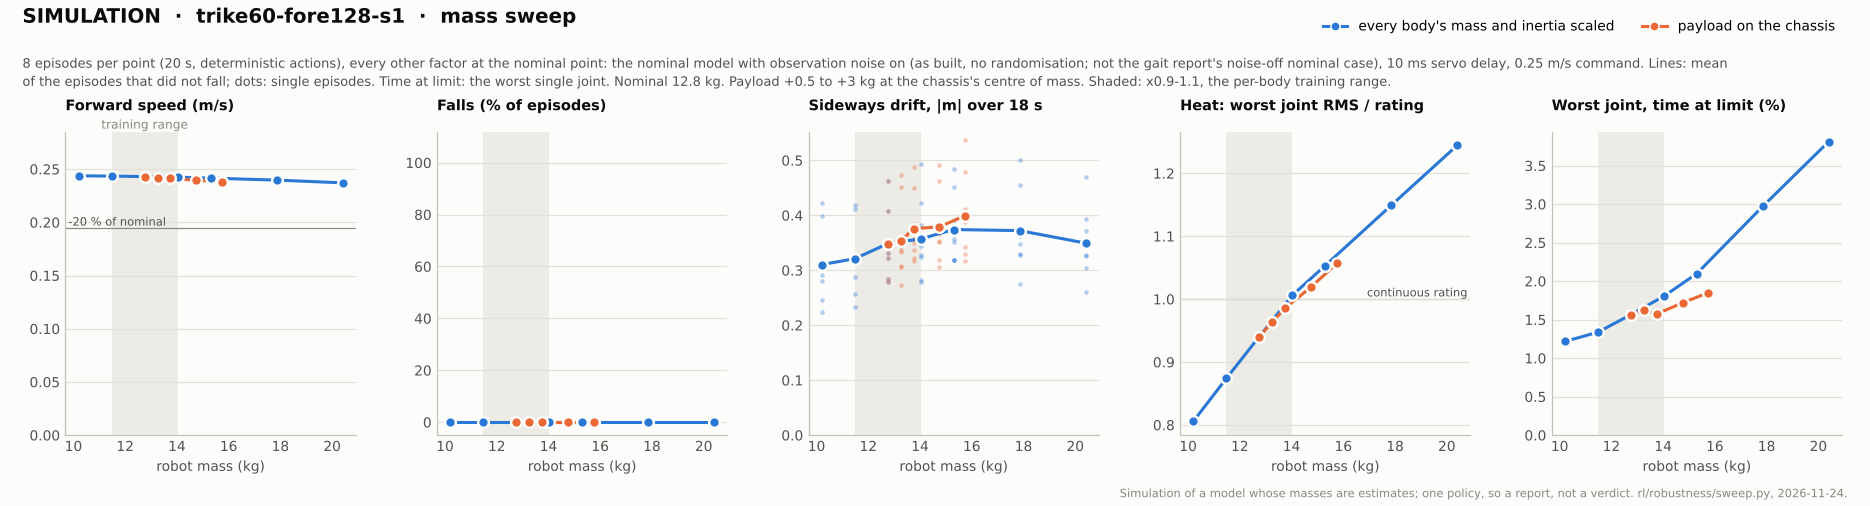 SIMULATION · trike60-fore128-s1 · mass sweep
every body's mass and inertia scaled
payload on the chassis
8 episodes per point (20 s, deterministic actions), every other factor at the nominal point: the nominal model with observation noise on (as built, no randomisation; not the gait report's noise-off nominal case), 10 ms servo delay, 0.25 m/s command. Lines: mean
of the episodes that did not fall; dots: single episodes. Time at limit: the worst single joint. Nominal 12.8 kg. Payload +0.5 to +3 kg at the chassis's centre of mass. Shaded: x0.9-1.1, the per-body training range.
Forward speed (m/s)
training range
0.25
0.20
0.15
0.10
0.05
0.00
-20 % of nominal
10 12 14 16 18 20
robot mass (kg)
Falls (% of episodes)
100
80
60
40
20
0
10 12 14 16 18 20
robot mass (kg)
Sideways drift, |m| over 18 s
0.5
0.4
0.3
0.2
0.1
0.0
10 12 14 16 18 20
robot mass (kg)
Heat: worst joint RMS / rating
1.2
1.1
1.0
0.9
0.8
continuous rating
10 12 14 16 18 20
robot mass (kg)
Worst joint, time at limit (%)
3.5
3.0
2.5
2.0
1.5
1.0
0.5
0.0
10 12 14 16 18 20
robot mass (kg)
Simulation of a model whose masses are estimates; one policy, so a report, not a verdict. rl/robustness/sweep.py, 2026-11-24.